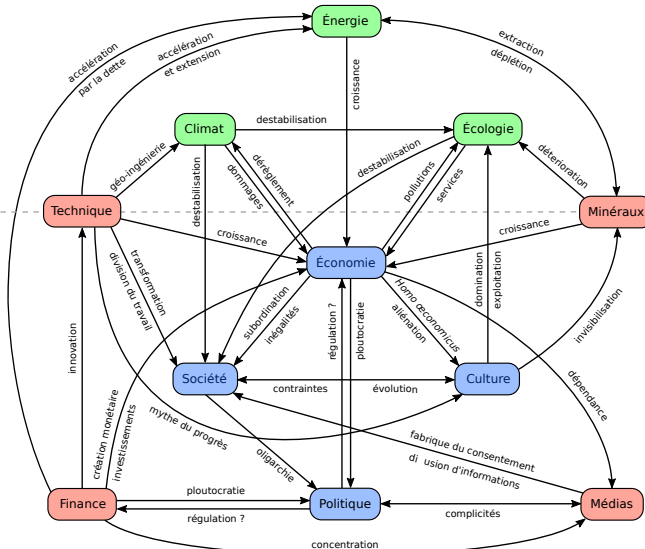 Énergie
accélération
par la dette
accélération
et extension
croissance
extraction
déplétion
Climat
destabilisation
Écologie
géo-ingénierie
destabilisation
dérèglement
dommages
destabilisation
pollutions
services
déterioration
Technique
Minéraux
croissance
croissance
transformation
division du travail
Économie
domination
exploitation
invisibilisation
innovation
subordination
inégalités
régulation ?
ploutocratie
Homo œconomicus
aliénation
Société
contraintes
évolution
Culture
dépendance
création monétaire
investissements
mythe du progrès
oligarchie
fabrique du consentement
di usion d'informations
Finance
ploutocratie
régulation ?
Politique
complicités
Médias
concentration